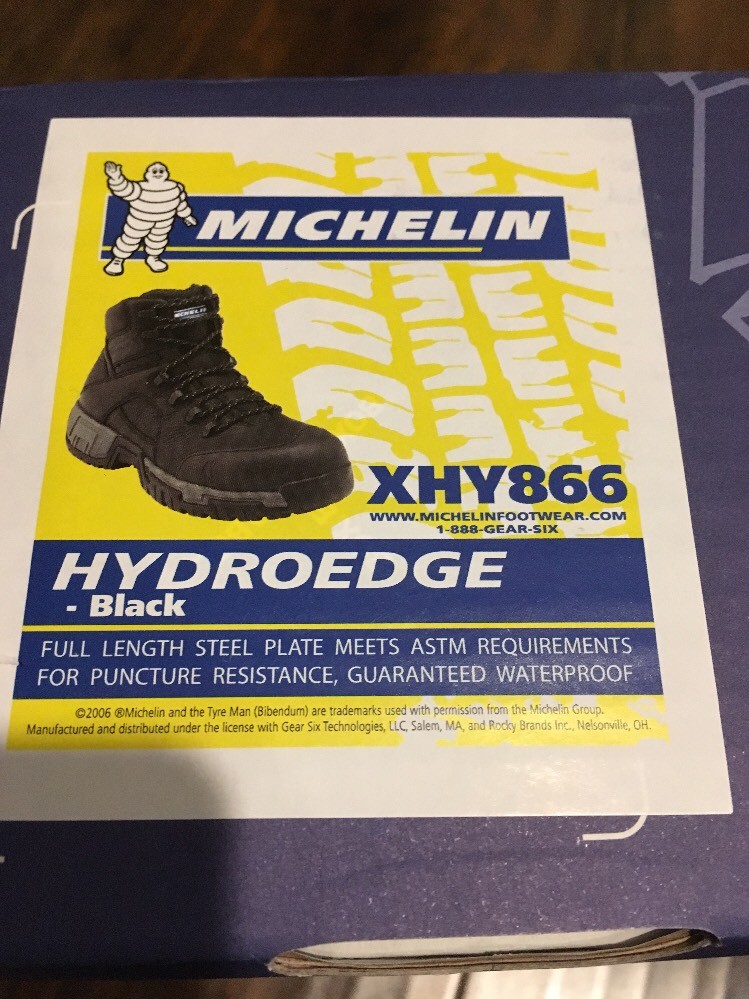 MICHELIN
MICHELIN
XHY866
WWW.MICHELINFOOTWEAR.COM
1-888-GEAR-SIX
HYDROEDGE
- Black
FULL LENGTH STEEL PLATE MEETS ASTM REQUIREMENTS
FOR PUNCTURE RESISTANCE, GUARANTEED WATERPROOF
©2006 ®Michelin and the Tyre Man (Bibendum) are trademarks used with permission from the Michelin Group.
Manufactured and distributed under the license with Gear Six Technologies, LLC, Salem, MA, and Rocky Brands Inc., Nelsonville, OH.